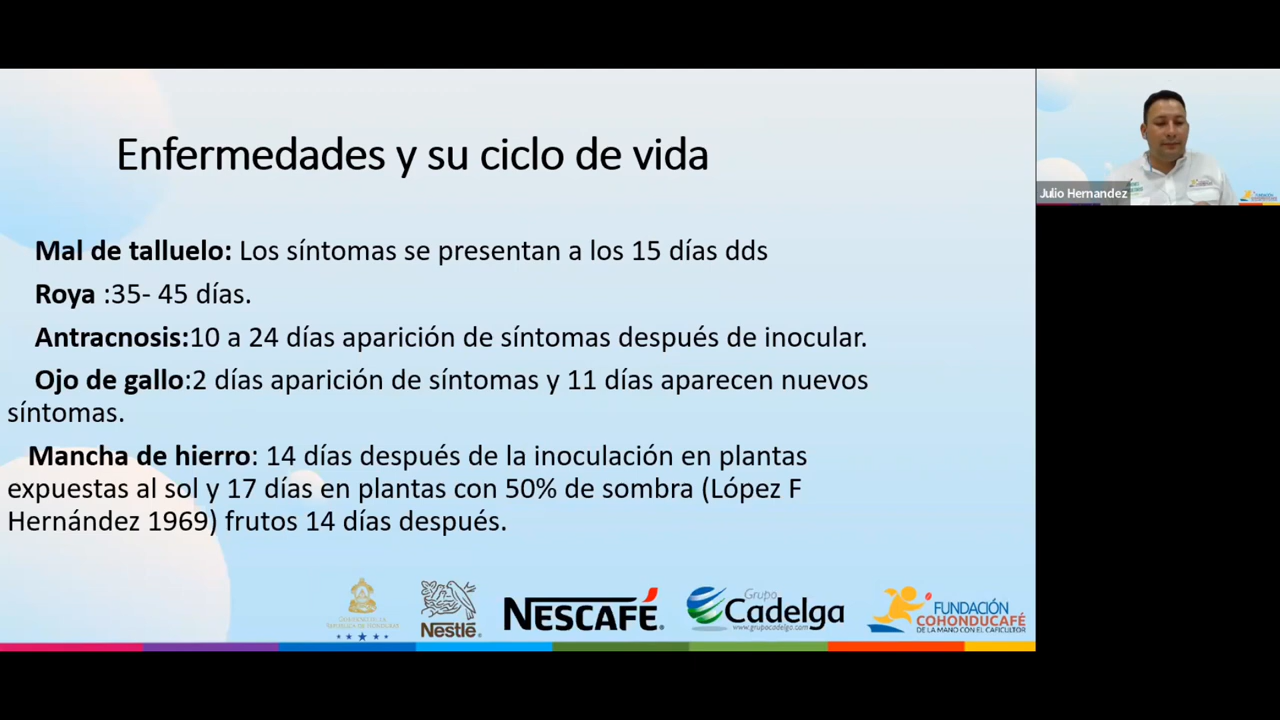 Enfermedades y su ciclo de vida
Julio Hernandez
Mal de talluelo: Los síntomas se presentan a los 15 días dds
Roya :35- 45 días.
Antracnosis:10 a 24 días aparición de síntomas después de inocular.
Ojo de gallo:2 días aparición de síntomas y 11 días aparecen nuevos
síntomas.
Mancha de hierro: 14 días después de la inoculación en plantas
expuestas al sol y 17 días en plantas con 50% de sombra (López F
Hernández 1969) frutos 14 días después.
Nestlé
NESCAFÉ
Grupo
Cadelga
www.grupocadelga.com
FUNDACIÓN
COHONDUCAFÉ
DE LA MANO CON EL CAFICULTOR